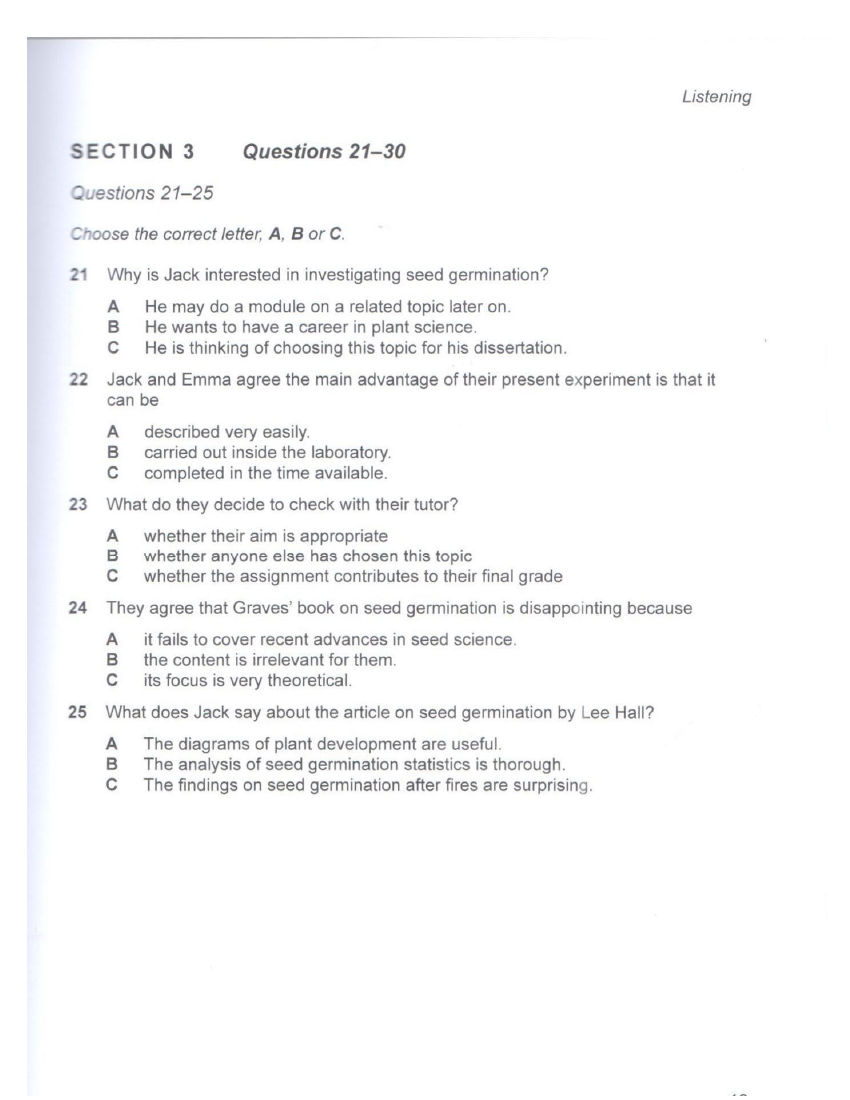 Listening
SECTION 3 Questions 21–30
Questions 21–25
Choose the correct letter, A, B or C.
21 Why is Jack interested in investigating seed germination?
A He may do a module on a related topic later on.
B He wants to have a career in plant science.
C He is thinking of choosing this topic for his dissertation.
22 Jack and Emma agree the main advantage of their present experiment is that it
can be
A described very easily.
B carried out inside the laboratory.
C completed in the time available.
23 What do they decide to check with their tutor?
A whether their aim is appropriate
B whether anyone else has chosen this topic
C whether the assignment contributes to their final grade
24 They agree that Graves' book on seed germination is disappointing because
A it fails to cover recent advances in seed science.
B the content is irrelevant for them.
C its focus is very theoretical.
25 What does Jack say about the article on seed germination by Lee Hall?
A The diagrams of plant development are useful.
B The analysis of seed germination statistics is thorough.
C The findings on seed germination after fires are surprising.